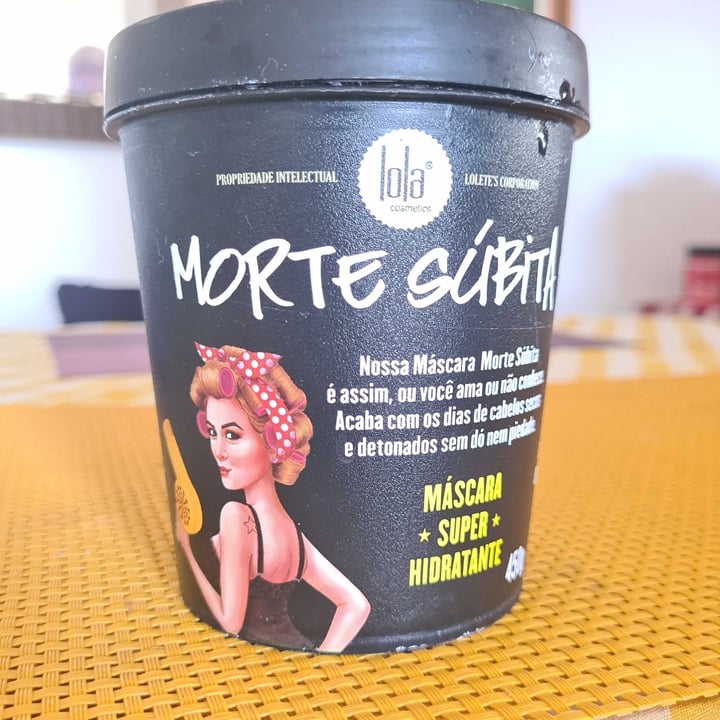 PROPRIEDADE INTELECTUAL
lola®
cosmetics
LOLETE'S CORPORATION
MORTE SÚBITA
Nossa Máscara Morte Súbita
é assim, ou você ama ou não conhece.
Acaba com os dias de cabelos secos
e detonados sem dó nem piedade.
MÁSCARA
★ SUPER ★
HIDRATANTE
450g